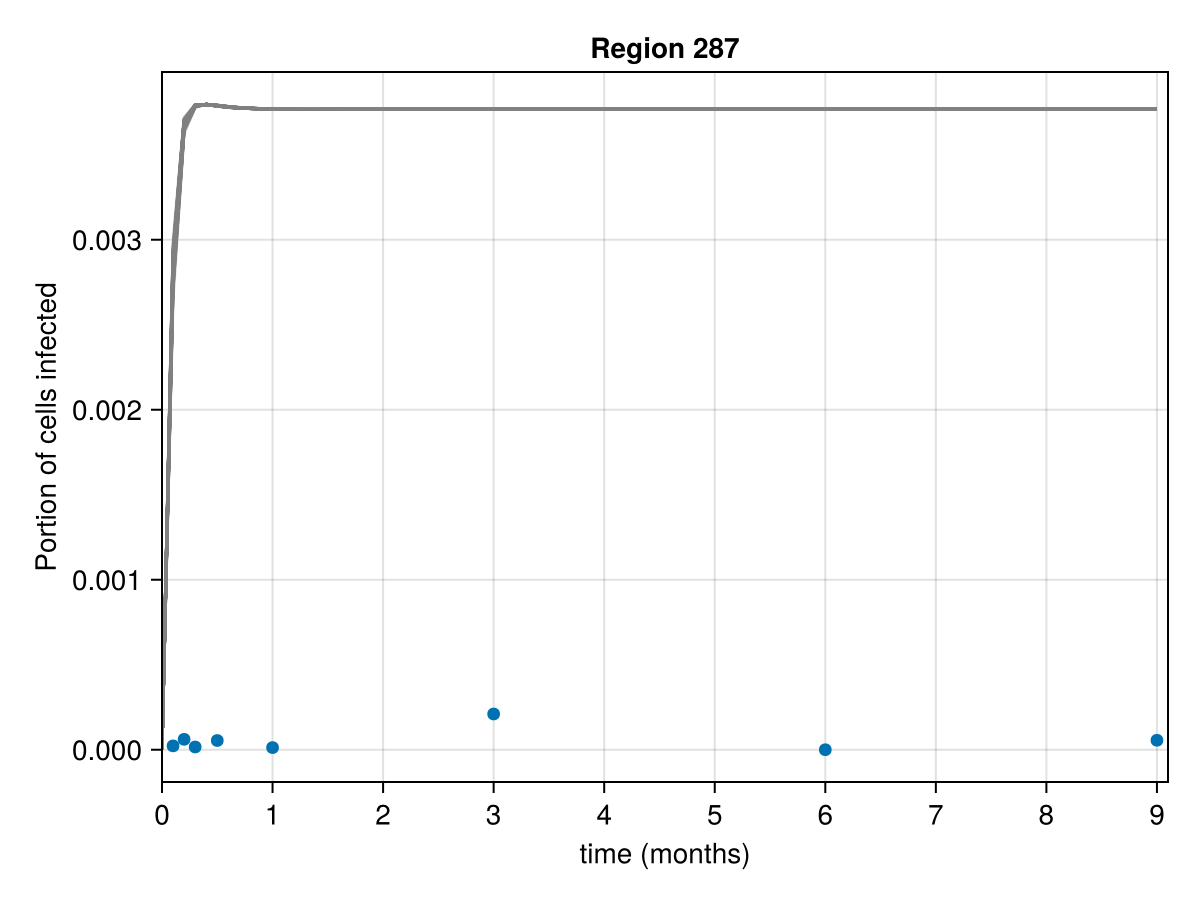 Region 287
Portion of cells infected
0.003
0.002
0.001
0.000
0 1 2 3 4 5 6 7 8 9
time (months)